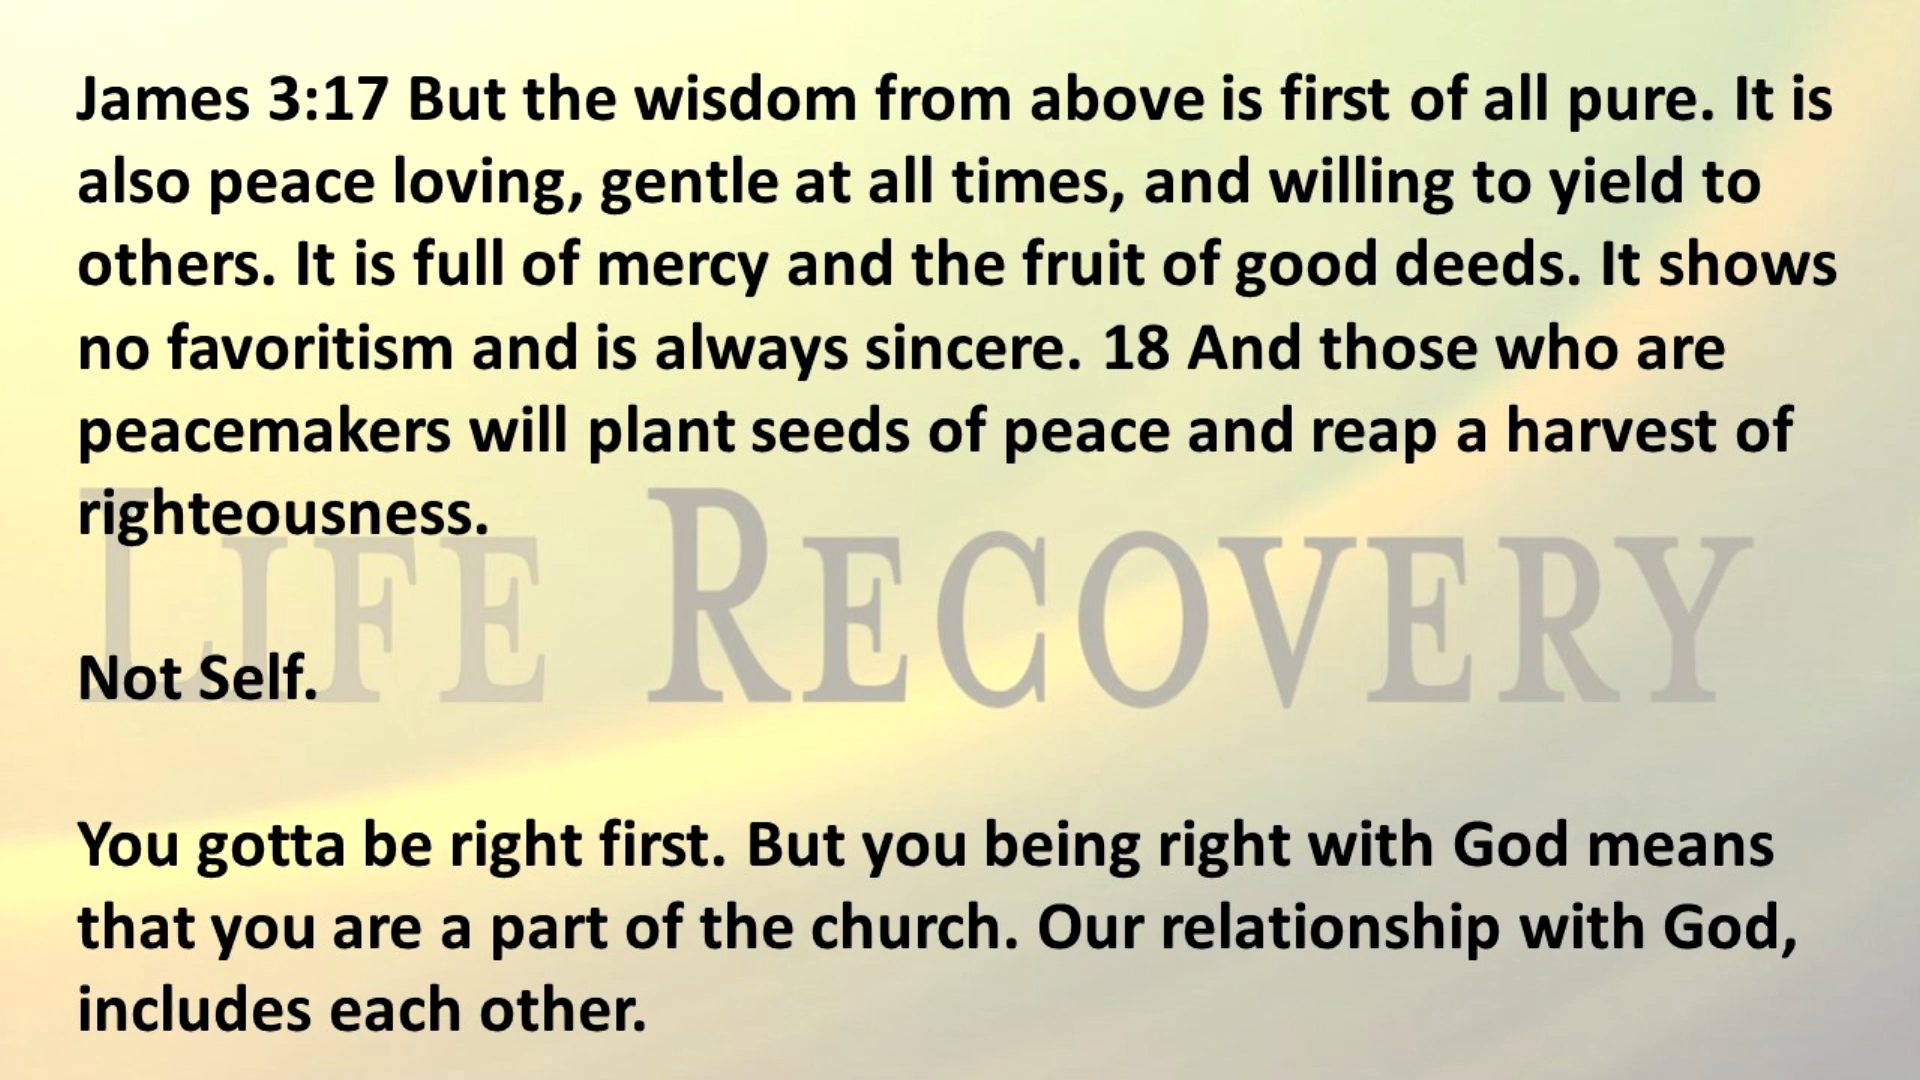 James 3:17 But the wisdom from above is first of all pure. It is
also peace loving, gentle at all times, and willing to yield to
others. It is full of mercy and the fruit of good deeds. It shows
no favoritism and is always sincere. 18 And those who are
peacemakers will plant seeds of peace and reap a harvest of
righteousness.
LIFE RECOVERY
Not Self.
You gotta be right first. But you being right with God means
that you are a part of the church. Our relationship with God,
includes each other.